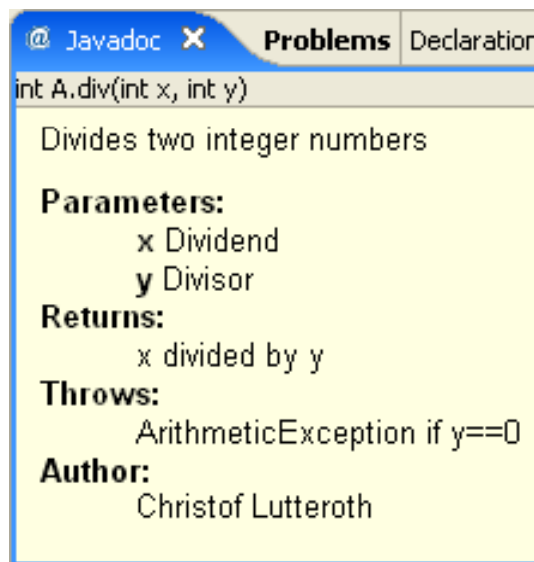 @ Javadoc Problems Declaration
int A.div(int x, int y)
Divides two integer numbers
Parameters:
x Dividend
y Divisor
Returns:
x divided by y
Throws:
ArithmeticException if y==0
Author:
Christof Lutteroth